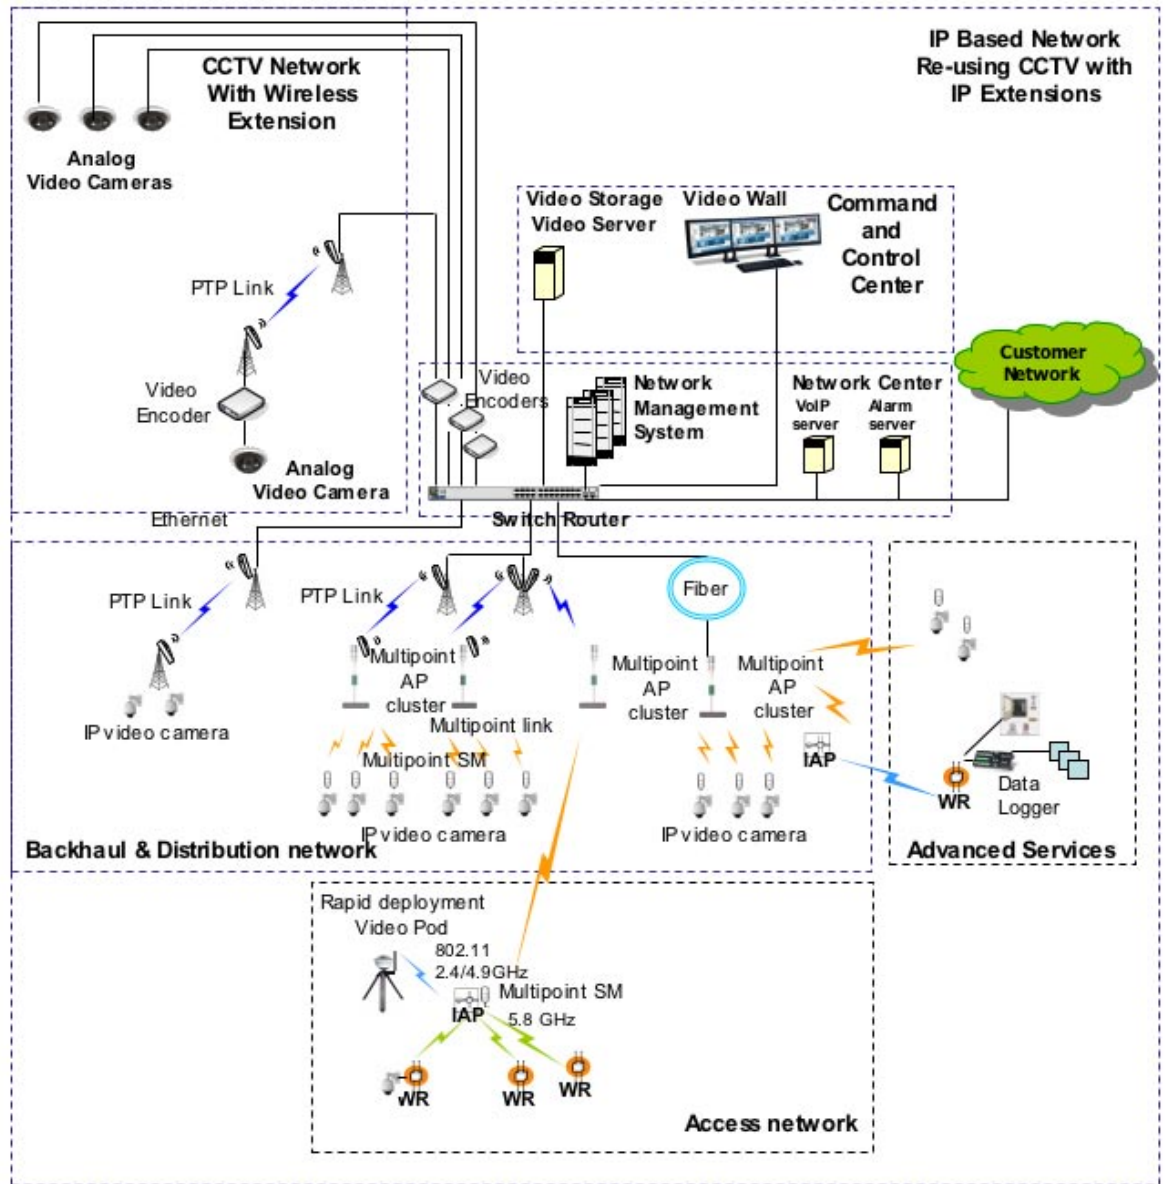 CCTV Network
With Wireless
Extension
IP Based Network
Re-using CCTV with
IP Extensions
Analog
Video Cameras
PTP Link
Video
Encoder
Analog
Video Camera
Video Storage
Video Server
Video Wall
Command
and
Control
Center
Customer
Network
Video
Encoders
Network
Management
System
Network Center
VoIP
server
Alarm
server
Ethernet
Switch Router
PTP Link
IP video camera
PTP Link
Multipoint
AP
cluster
Multipoint link
Multipoint SM
IP video camera
Multipoint
AP
cluster
Fiber
Multipoint
AP
cluster
IAP
IP video camera
Backhaul & Distribution network
WR
Data
Logger
Advanced Services
Rapid deployment
Video Pod
802.11
2.4/4.9GHz
Multipoint SM
IAP
5.8 GHz
WR
WR
WR
Access network